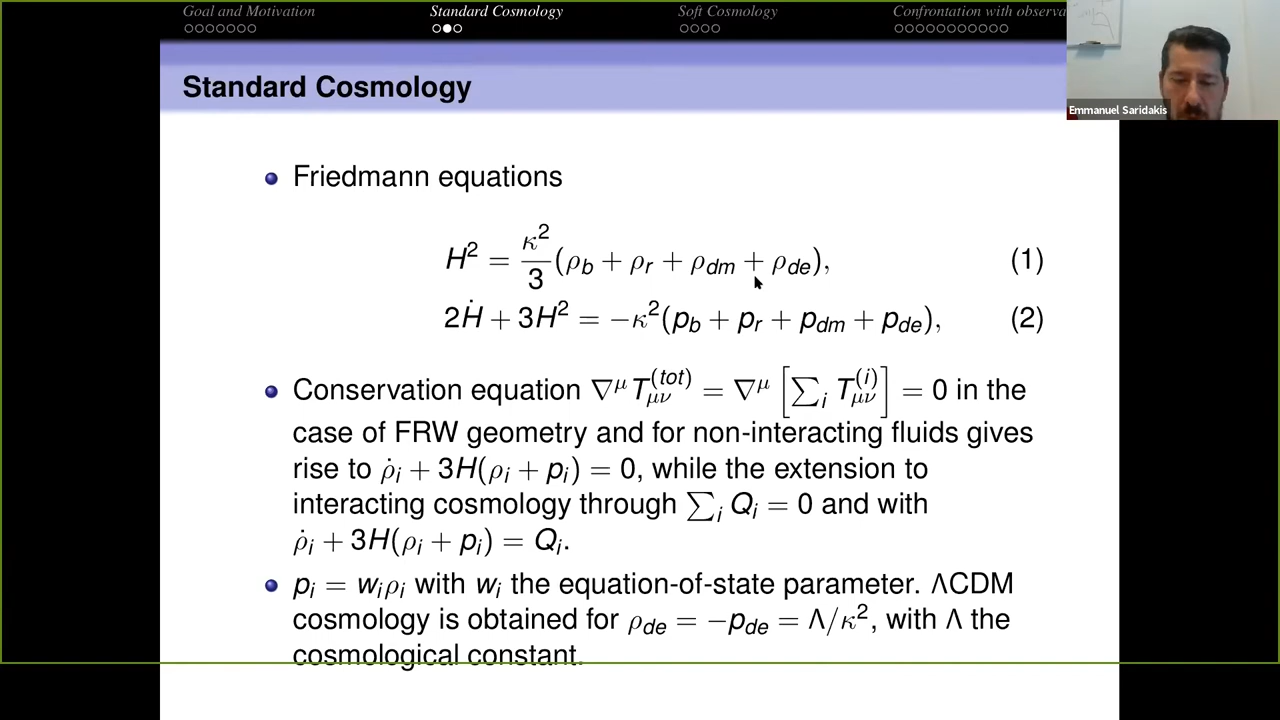 Goal and Motivation Standard Cosmology Soft Cosmology Confrontation with observa
Emmanuel Saridakis
Standard Cosmology
Friedmann equations
H² = κ²/3 (ρ_b + ρ_r + ρ_dm + ρ_de), (1)
2Ḣ + 3H² = −κ²(p_b + p_r + p_dm + p_de), (2)
Conservation equation ∇^μ T_μν^(tot) = ∇^μ [∑_i T_μν^(i)] = 0 in the
case of FRW geometry and for non-interacting fluids gives
rise to ρ̇_i + 3H(ρ_i + p_i) = 0, while the extension to
interacting cosmology through ∑_i Q_i = 0 and with
ρ̇_i + 3H(ρ_i + p_i) = Q_i.
p_i = w_iρ_i with w_i the equation-of-state parameter. ΛCDM
cosmology is obtained for ρ_de = −p_de = Λ/κ², with Λ the
cosmological constant.